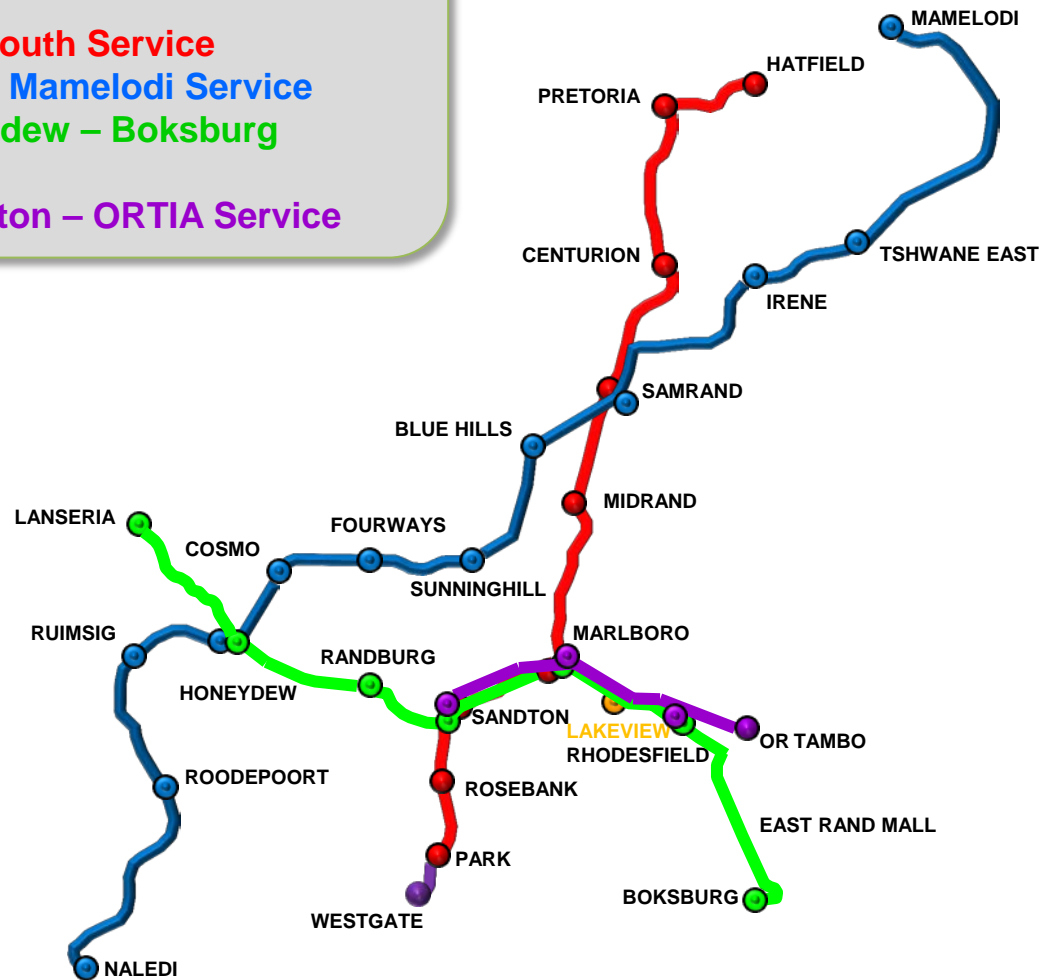 outh Service
Mamelodi Service
dew – Boksburg
ton – ORTIA Service
MAMELODI
HATFIELD
PRETORIA
CENTURION
TSHWANE EAST
IRENE
SAMRAND
BLUE HILLS
MIDRAND
LANSERIA
FOURWAYS
COSMO
SUNNINGHILL
RUIMSIG
MARLBORO
RANDBURG
HONEYDEW
SANDTON
LAKEVIEW
OR TAMBO
RHODESFIELD
ROODEPOORT
ROSEBANK
EAST RAND MALL
PARK
BOKSBURG
WESTGATE
NALEDI